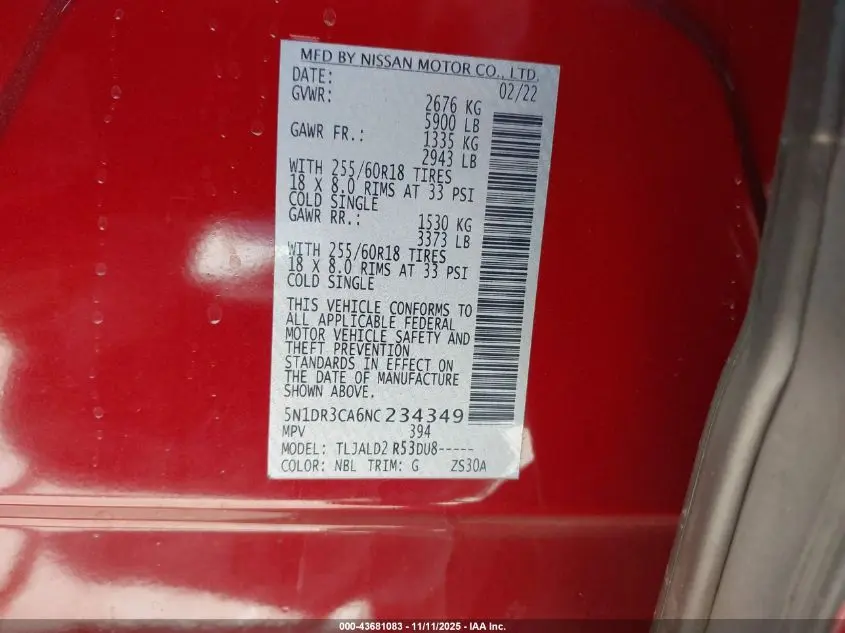 MFD BY NISSAN MOTOR CO., LTD.
DATE: 02/22
GVWR: 2676 KG
5900 LB
GAWR FR.: 1335 KG
2943 LB
WITH 255/60R18 TIRES
18 X 8.0 RIMS AT 33 PSI
COLD SINGLE
GAWR RR.: 1530 KG
3373 LB
WITH 255/60R18 TIRES
18 X 8.0 RIMS AT 33 PSI
COLD SINGLE
THIS VEHICLE CONFORMS TO
ALL APPLICABLE FEDERAL
MOTOR VEHICLE SAFETY AND
THEFT PREVENTION
STANDARDS IN EFFECT ON
THE DATE OF MANUFACTURE
SHOWN ABOVE.
5N1DR3CA6NC234349
MPV 394
MODEL: TLJALD2 R53DU8-----
COLOR: NBL TRIM: G ZS30A
000-43681083 - 11/11/2025 - IAA Inc.